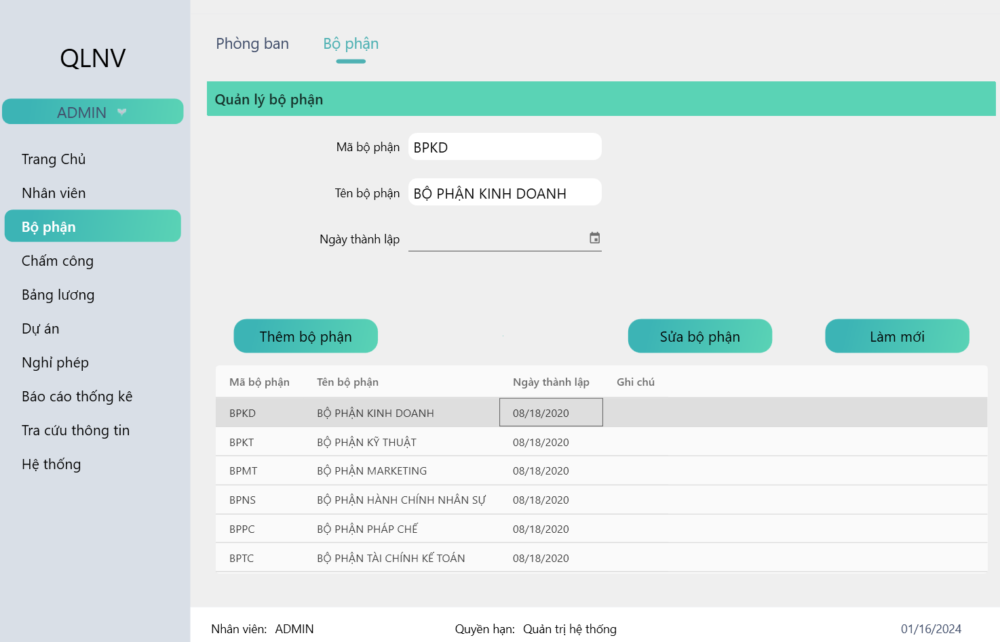 QLNV
ADMIN
Trang Chủ
Nhân viên
Bộ phận
Chấm công
Bảng lương
Dự án
Nghỉ phép
Báo cáo thống kê
Tra cứu thông tin
Hệ thống
Phòng ban Bộ phận
Quản lý bộ phận
Mã bộ phận BPKD
Tên bộ phận BỘ PHẬN KINH DOANH
Ngày thành lập
Thêm bộ phận Sửa bộ phận Làm mới
Mã bộ phận Tên bộ phận Ngày thành lập Ghi chú
BPKD BỘ PHẬN KINH DOANH 08/18/2020
BPKT BỘ PHẬN KỸ THUẬT 08/18/2020
BPMT BỘ PHẬN MARKETING 08/18/2020
BPNS BỘ PHẬN HÀNH CHÍNH NHÂN SỰ 08/18/2020
BPPC BỘ PHẬN PHÁP CHẾ 08/18/2020
BPTC BỘ PHẬN TÀI CHÍNH KẾ TOÁN 08/18/2020
Nhân viên: ADMIN Quyền hạn: Quản trị hệ thống 01/16/2024